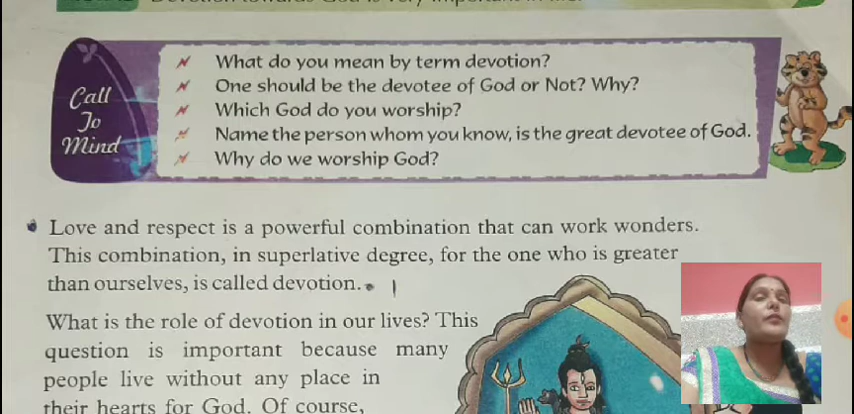 What do you mean by term devotion?
One should be the devotee of God or Not? Why?
Call
To
Mind
Which God do you worship?
Name the person whom you know, is the great devotee of God.
Why do we worship God?
Love and respect is a powerful combination that can work wonders.
This combination, in superlative degree, for the one who is greater
than ourselves, is called devotion.
What is the role of devotion in our lives? This
question is important because many
people live without any place in
their hearts for God. Of course,